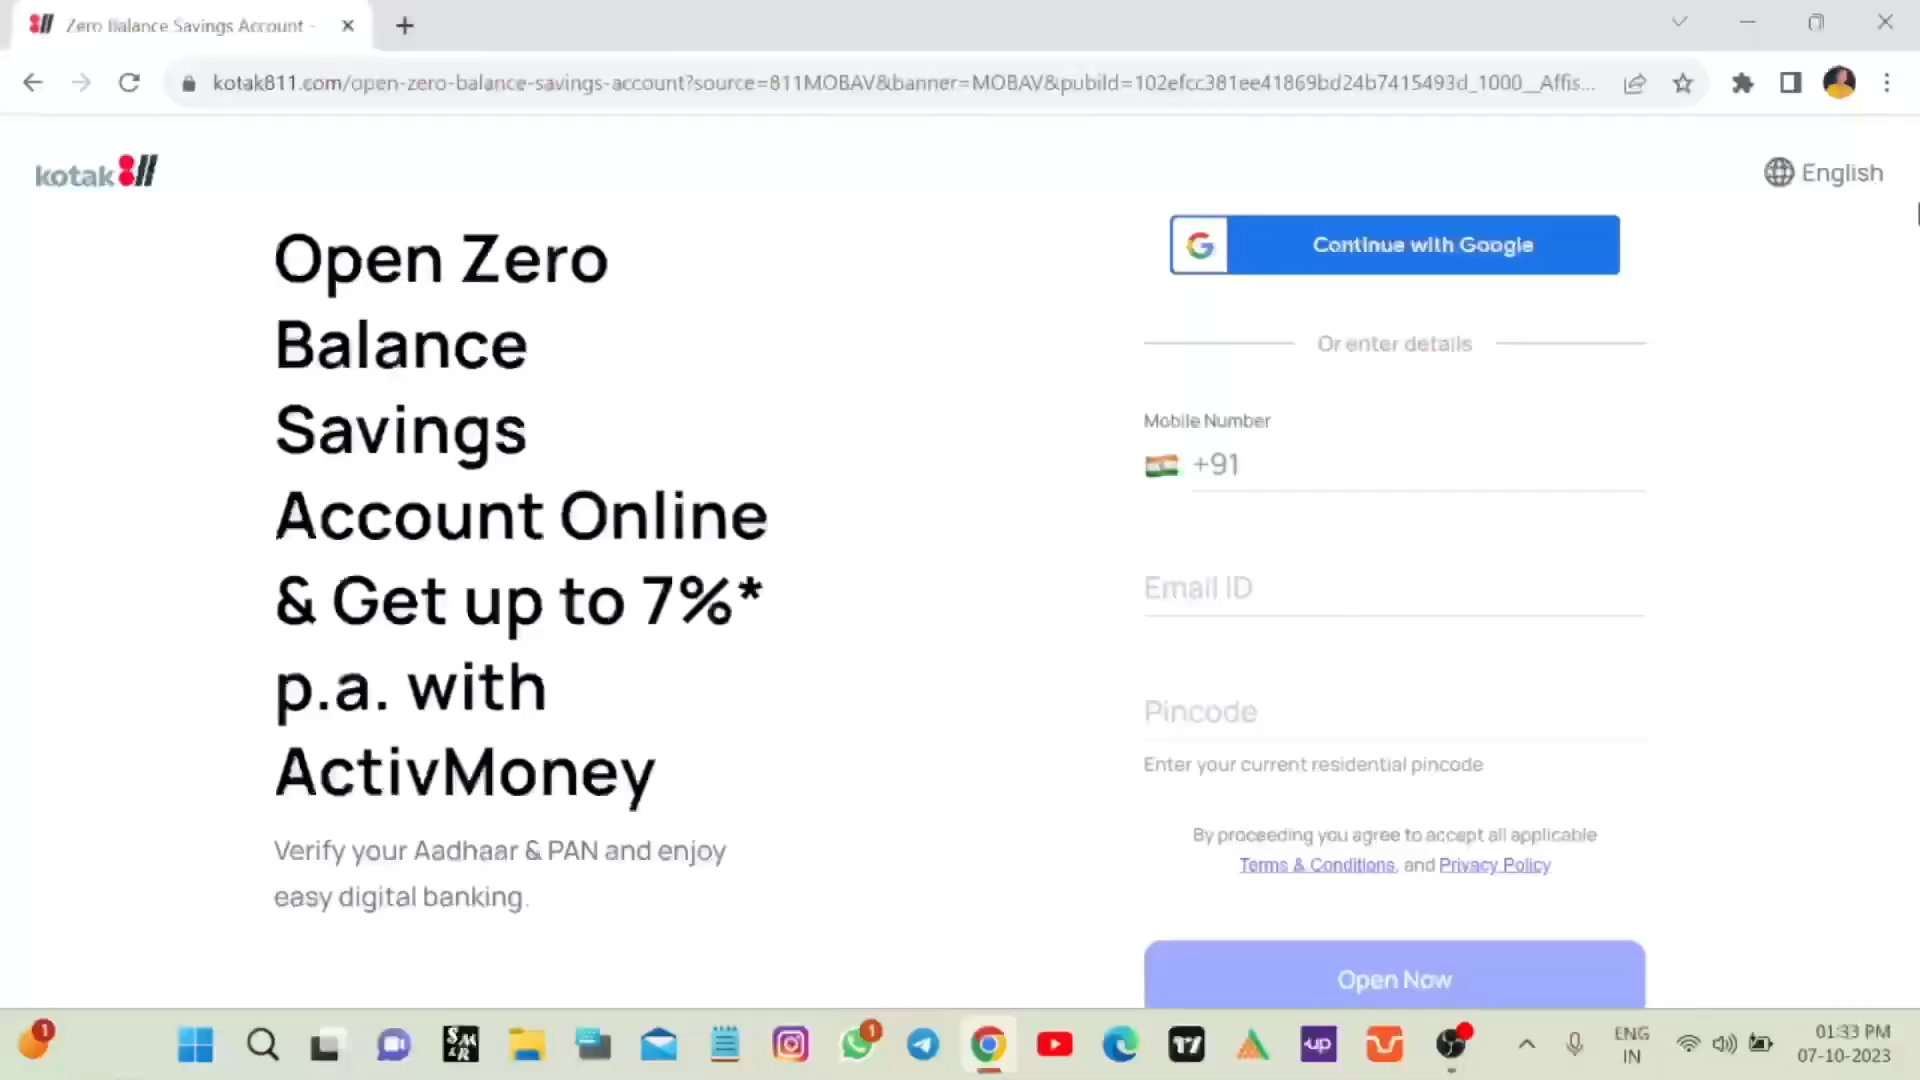 Zero Balance Savings Account -
kotak811.com/open-zero-balance-savings-account?source=811MOBAV&banner=MOBAV&pubild=102efcc381ee41869bd24b7415493d_1000__Affis...
kotak811
English
Open Zero
Balance
Savings
Account Online
& Get up to 7%*
p.a. with
ActivMoney
Verify your Aadhaar & PAN and enjoy
easy digital banking.
Continue with Google
Or enter details
Mobile Number
+91
Email ID
Pincode
Enter your current residential pincode
By proceeding you agree to accept all applicable
Terms & Conditions, and Privacy Policy
Open Now
1
1
up
ENG
IN
01:33 PM
07-10-2023